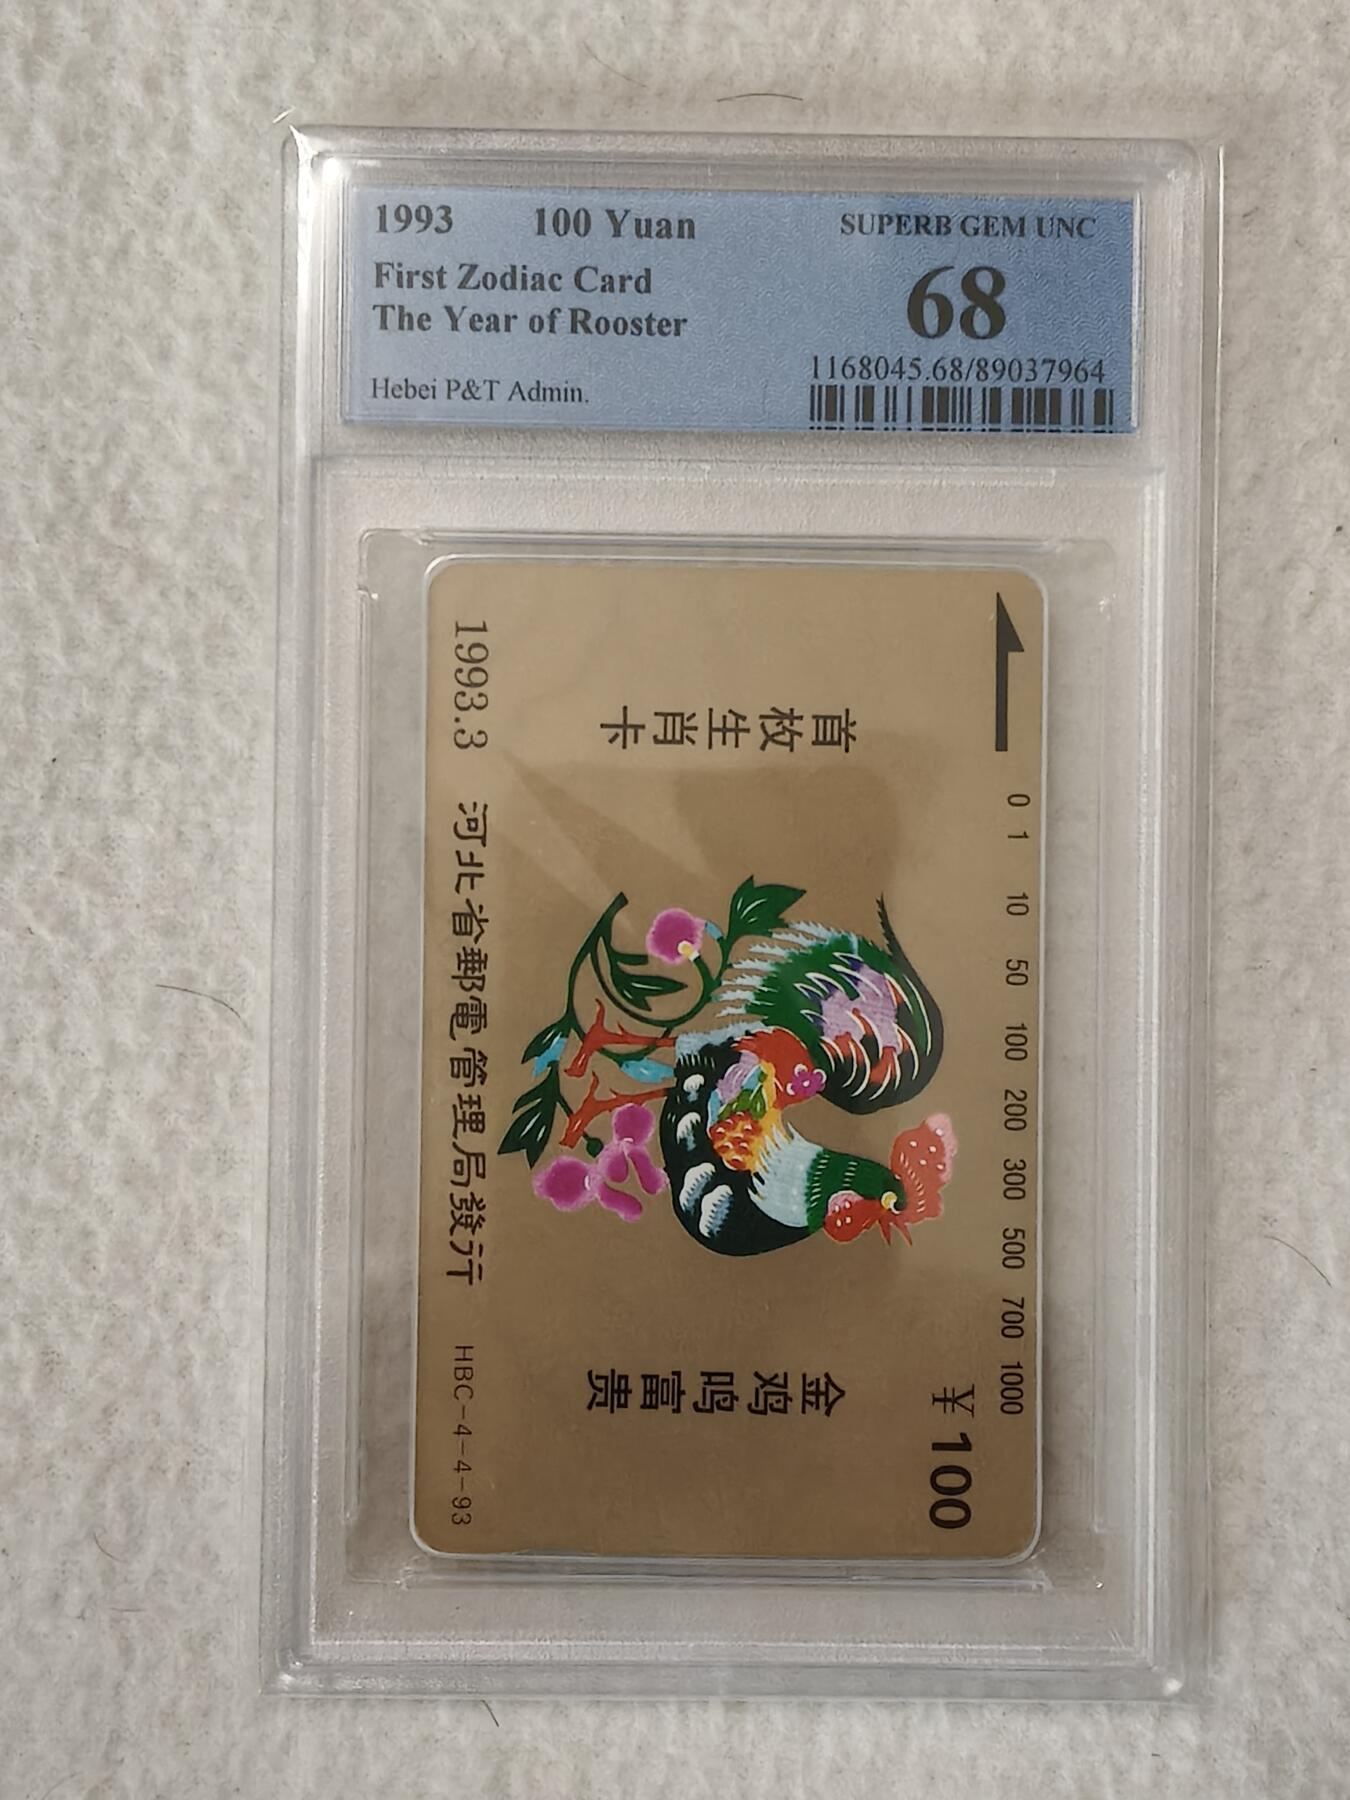 1993 100 Yuan
First Zodiac Card
The Year of Rooster
Hebei P&T Admin.
SUPERB GEM UNC
68
1168045.68/89037964
0 1 10 50 100 200 300 500 700 1000
¥100
首枚生肖卡
金鸡鸣富贵
1993.3 河北省郵電管理局發行 HBC-4-4-93